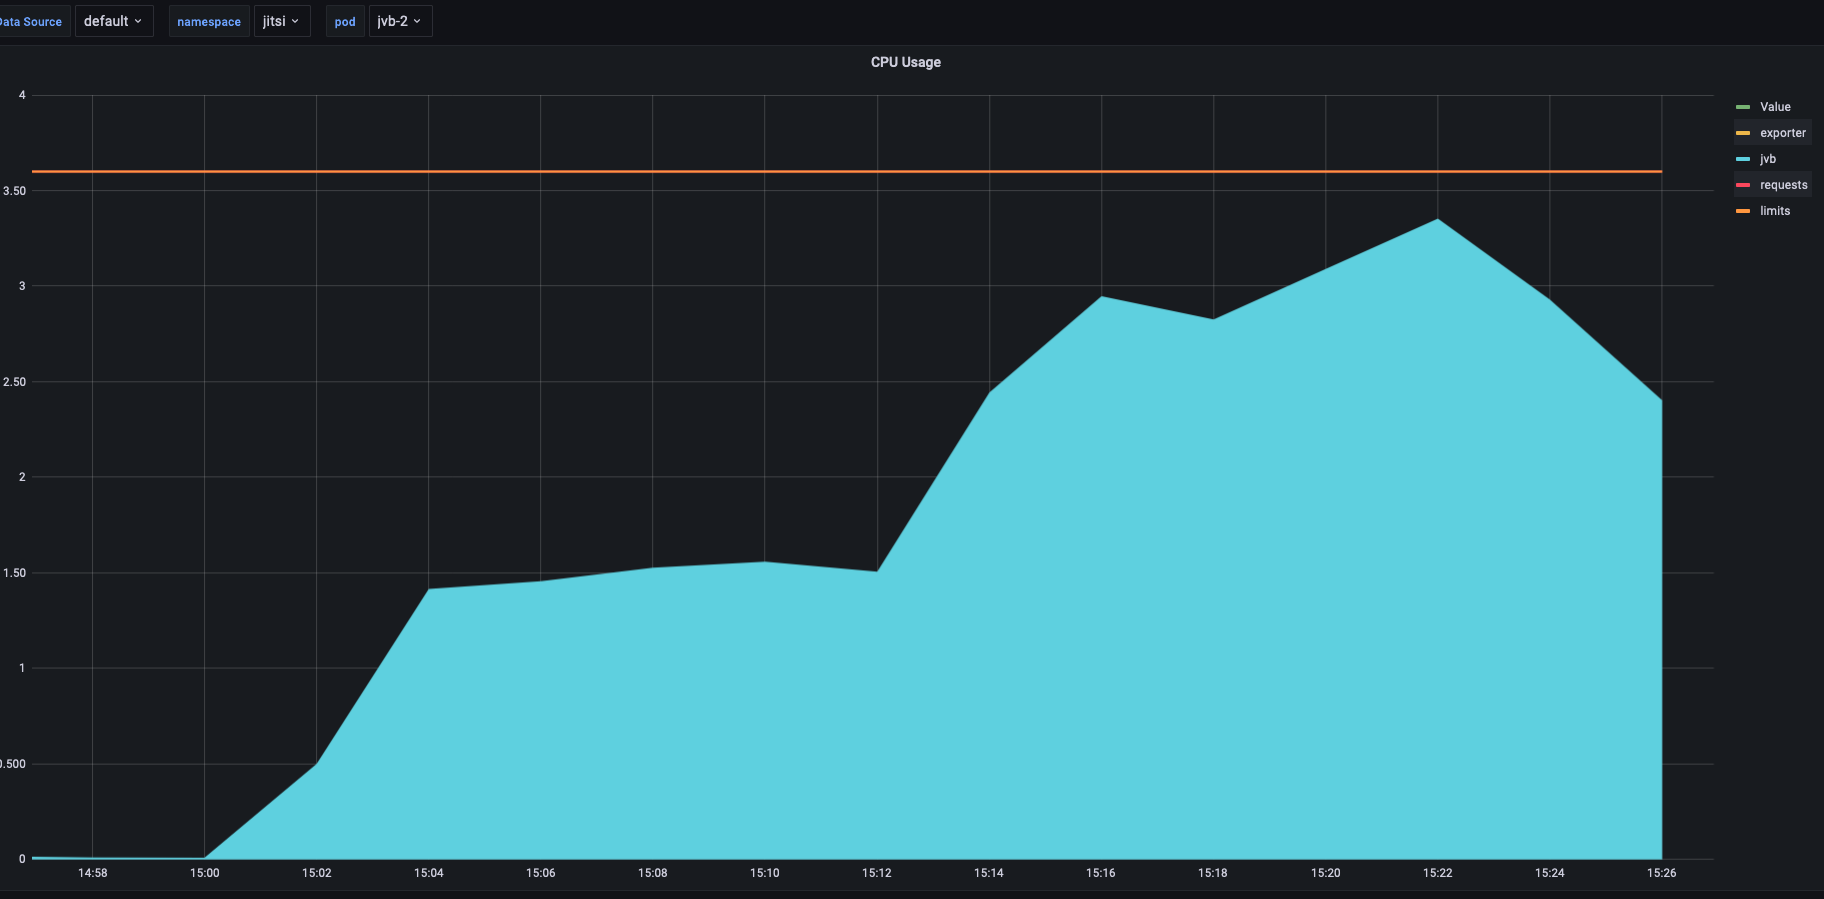 Data Source default namespace jitsi pod jvb-2
CPU Usage
4
3.50
3
2.50
2
1.50
1
0.500
0
14:58 15:00 15:02 15:04 15:06 15:08 15:10 15:12 15:14 15:16 15:18 15:20 15:22 15:24 15:26
Value
exporter
jvb
requests
limits